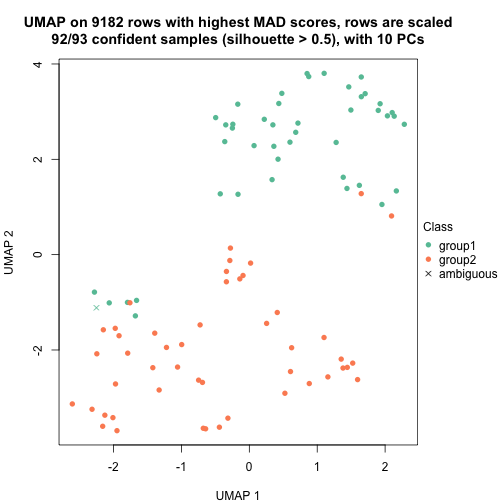 UMAP on 9182 rows with highest MAD scores, rows are scaled
92/93 confident samples (silhouette > 0.5), with 10 PCs
4
2
0
-2
UMAP 2
-2
-1
0
1
2
UMAP 1
Class
group1
group2
ambiguous